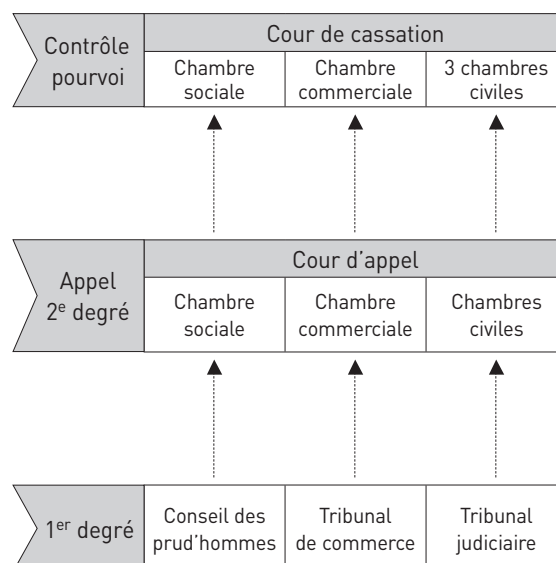 Contrôle
pourvoi
Cour de cassation
Chambre
sociale
Chambre
commerciale
3 chambres
civiles
Appel
2e degré
Cour d'appel
Chambre
sociale
Chambre
commerciale
Chambres
civiles
1er degré
Conseil des
prud'hommes
Tribunal
de commerce
Tribunal
judiciaire